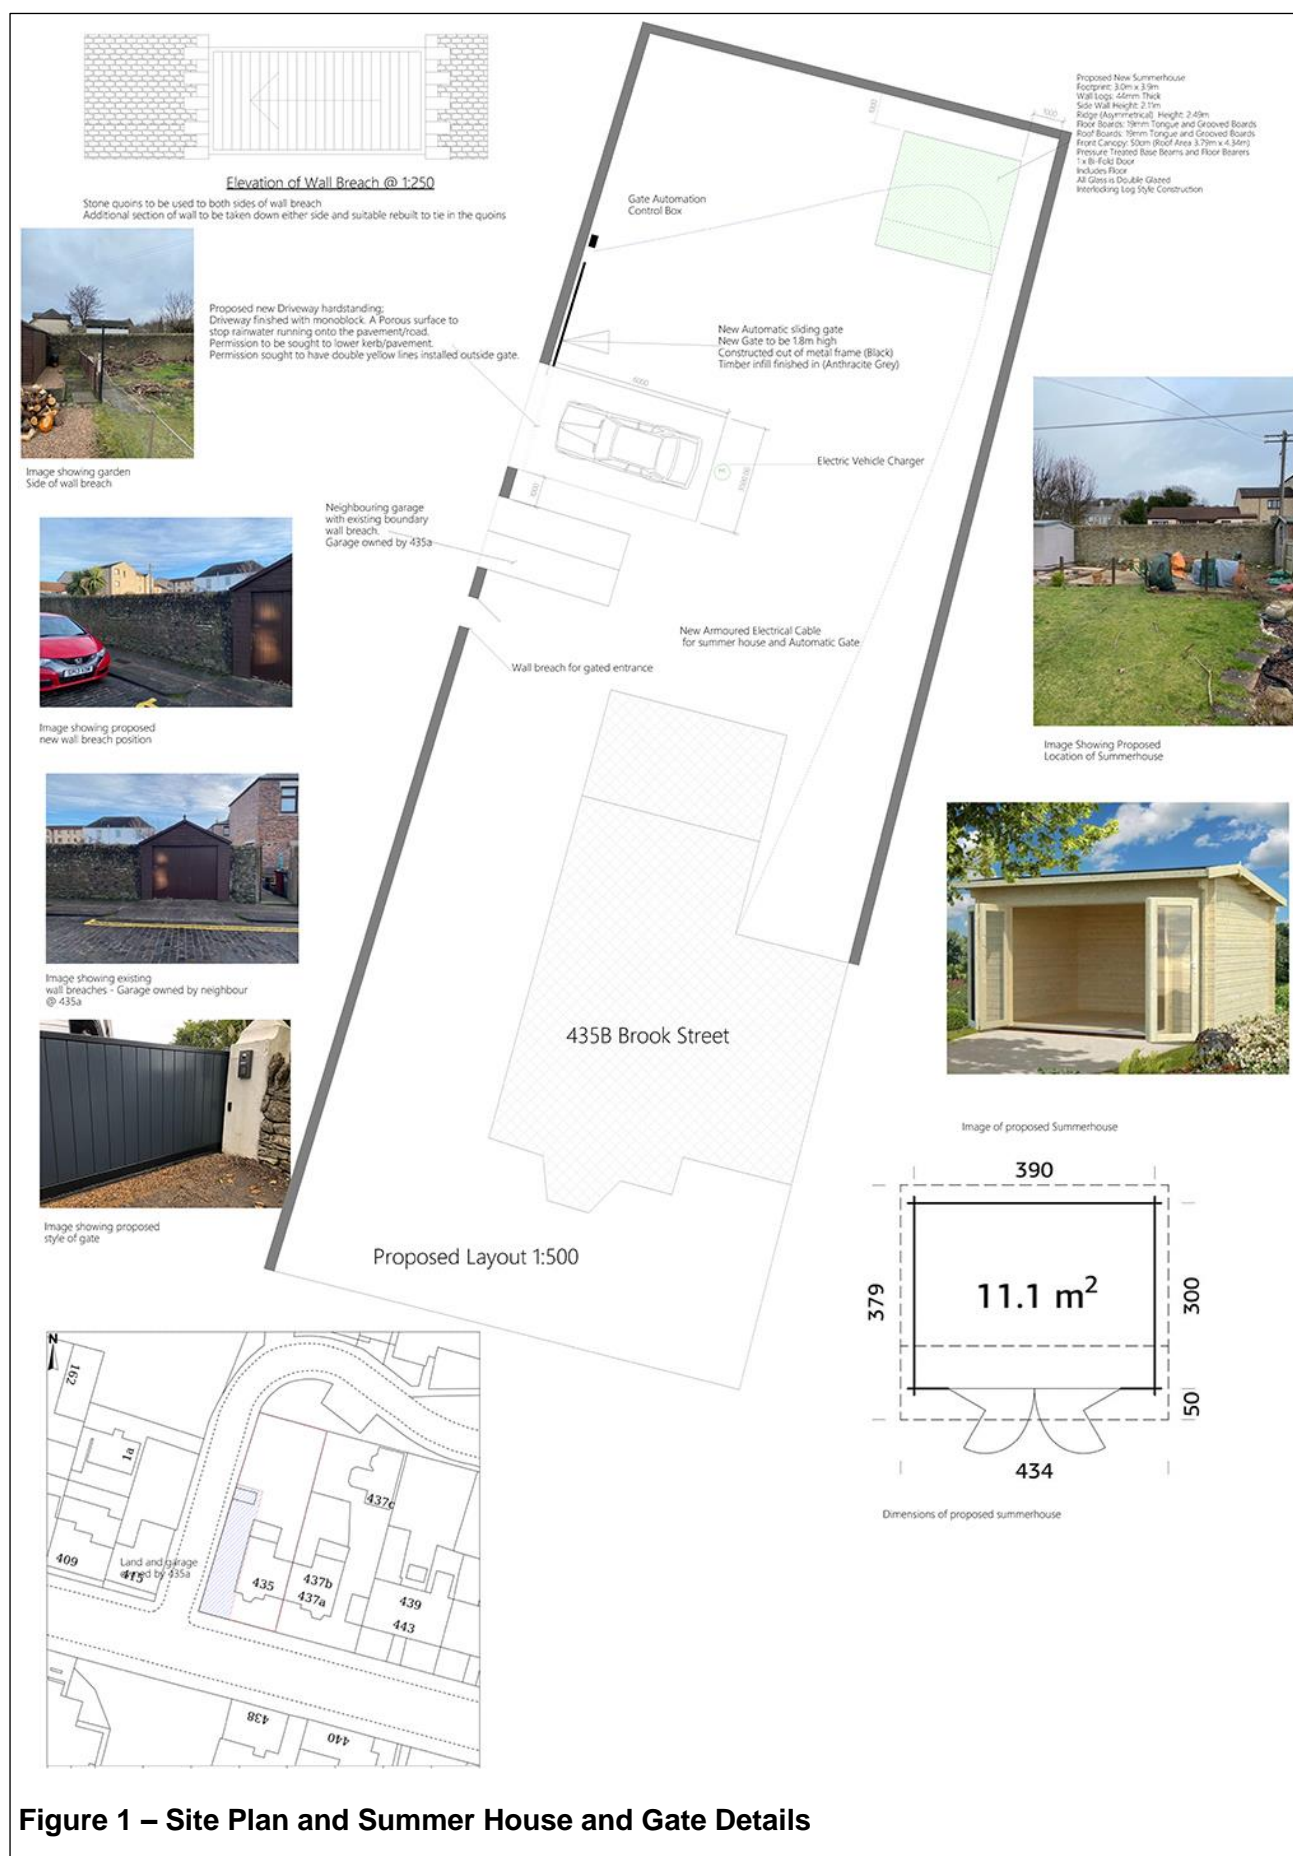 Elevation of Wall Breach @ 1:250
Stone quoins to be used to both sides of wall breach
Additional section of wall to be taken down either side and suitable rebuilt to tie in the quoins
Proposed New Summerhouse
Footprint: 3.0m x 3.9m
Wall Logs: 44mm Thick
Side Wall Height: 2.11m
Ridge (Asymmetrical) Height: 2.49m
Floor Boards: 19mm Tongue and Grooved Boards
Roof Boards: 19mm Tongue and Grooved Boards
Front Canopy: 50cm (Roof Area 3.79m x 4.34m)
Pressure Treated Base Beams and Floor Bearers
1 x Bi-Fold Door
Includes Floor
All Glass is Double Glazed
Interlocking Log Style Construction
1000
1000
Gate Automation
Control Box
Proposed new Driveway hardstanding;
Driveway finished with monoblock. A Porous surface to
stop rainwater running onto the pavement/road.
Permission to be sought to lower kerb/pavement.
Permission sought to have double yellow lines installed outside gate.
New Automatic sliding gate
New Gate to be 1.8m high
Constructed out of metal frame (Black)
Timber infill finished in (Anthracite Grey)
6000
Electric Vehicle Charger
1000
Image showing garden
Side of wall breach
Neighbouring garage
with existing boundary
wall breach.
Garage owned by 435a
New Armoured Electrical Cable
for summer house and Automatic Gate
Wall breach for gated entrance
Image showing proposed
new wall breach position
Image Showing Proposed
Location of Summerhouse
Image showing existing
wall breaches - Garage owned by neighbour
@ 435a
435B Brook Street
Image of proposed Summerhouse
Image showing proposed
style of gate
Proposed Layout 1:500
390
379
11.1 m²
300
50
434
Dimensions of proposed summerhouse
N
162
1a
409
415
Land and garage
owned by 435a
435
437b
437a
437c
439
443
438
440
Figure 1 – Site Plan and Summer House and Gate Details